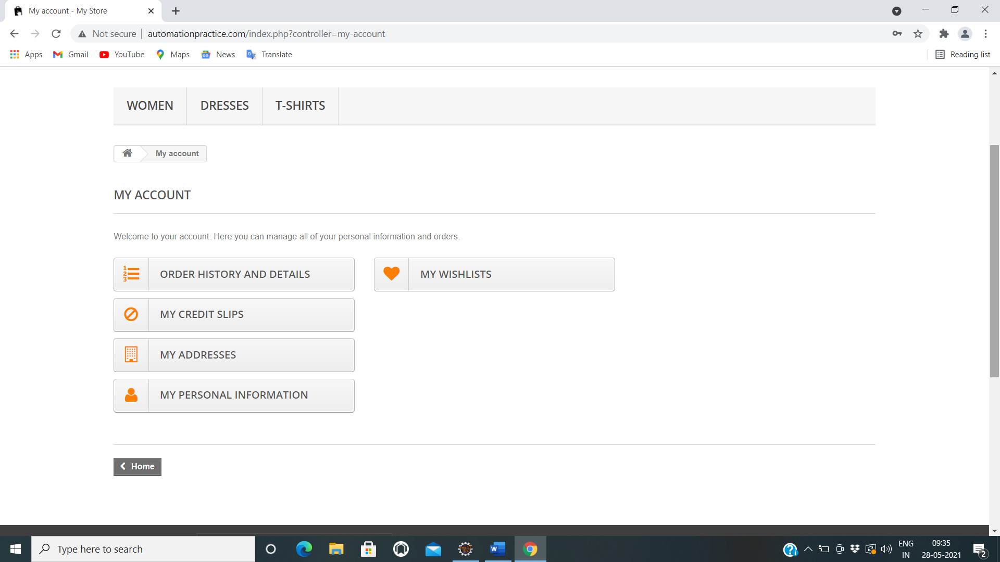 My account - My Store
Not secure | automationpractice.com/index.php?controller=my-account
Apps Gmail YouTube Maps News Translate Reading list
WOMEN DRESSES T-SHIRTS
My account
MY ACCOUNT
Welcome to your account. Here you can manage all of your personal information and orders.
ORDER HISTORY AND DETAILS MY WISHLISTS
MY CREDIT SLIPS
MY ADDRESSES
MY PERSONAL INFORMATION
Home
Type here to search
ENG
IN
09:35
28-05-2021
2